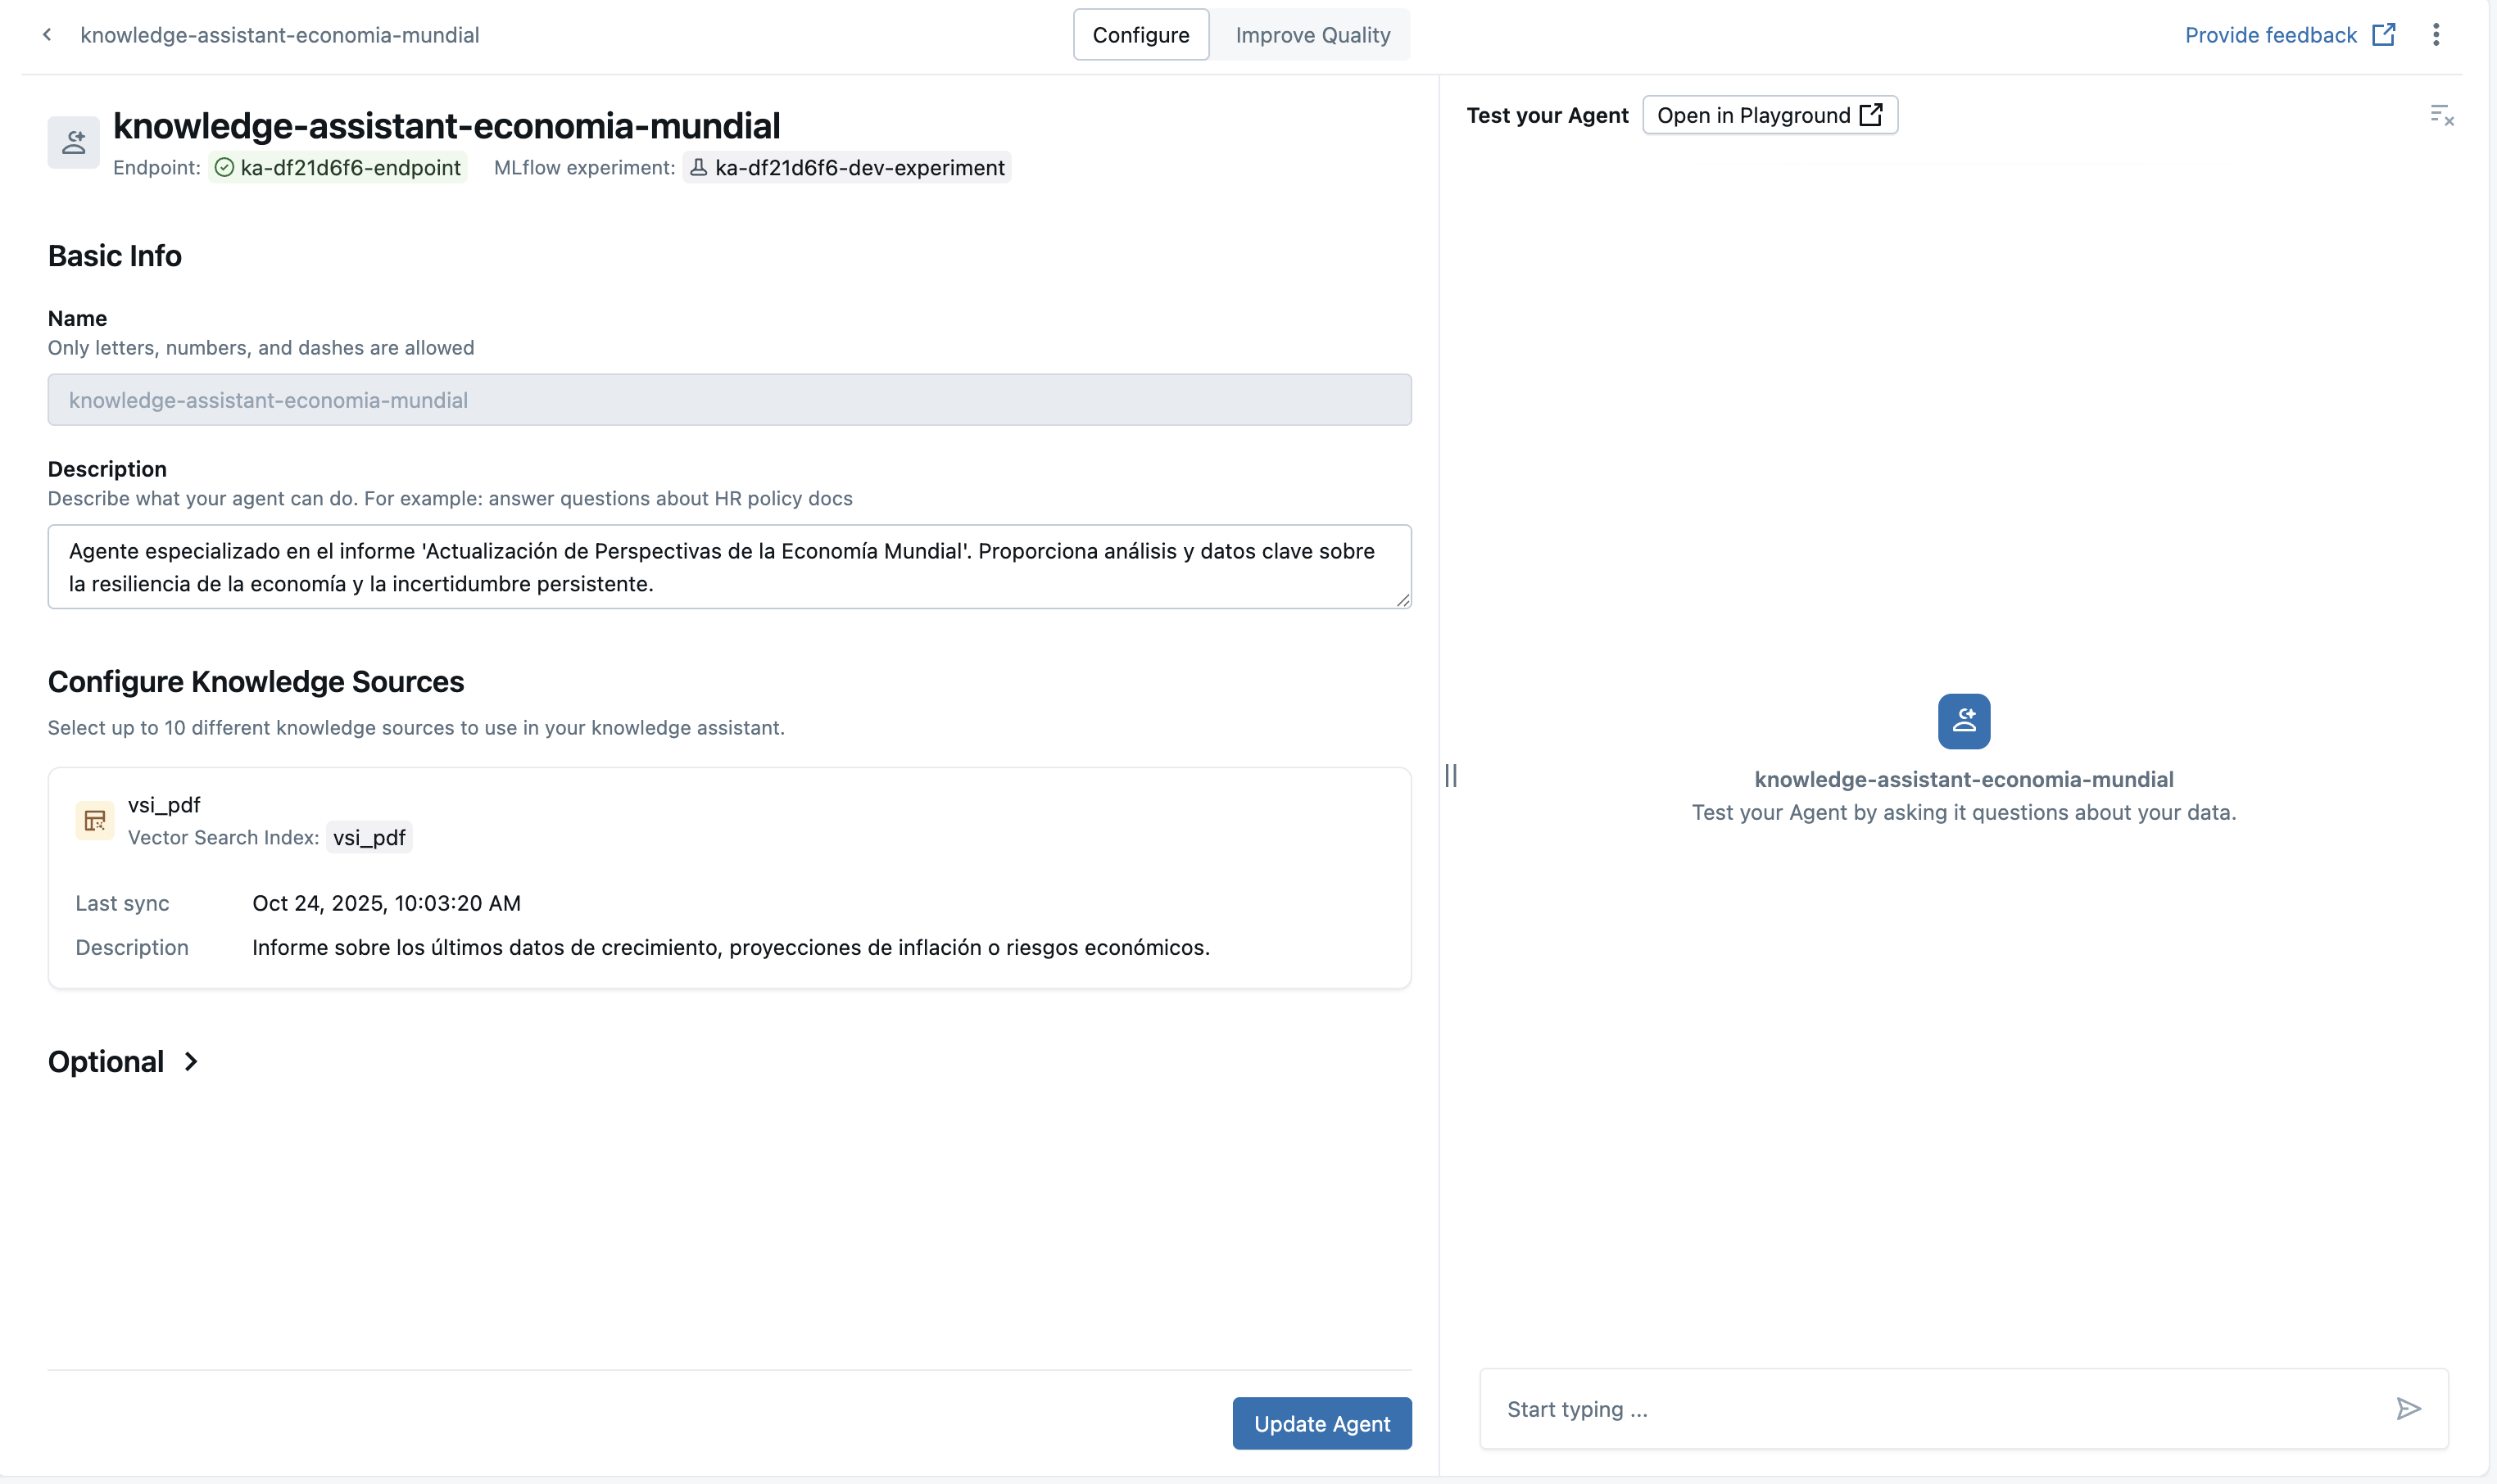 knowledge-assistant-economia-mundial
Configure
Improve Quality
Provide feedback
knowledge-assistant-economia-mundial
Endpoint: ka-df21d6f6-endpoint MLflow experiment: ka-df21d6f6-dev-experiment
Basic Info
Name
Only letters, numbers, and dashes are allowed
knowledge-assistant-economia-mundial
Description
Describe what your agent can do. For example: answer questions about HR policy docs
Agente especializado en el informe 'Actualización de Perspectivas de la Economía Mundial'. Proporciona análisis y datos clave sobre
la resiliencia de la economía y la incertidumbre persistente.
Configure Knowledge Sources
Select up to 10 different knowledge sources to use in your knowledge assistant.
vsi_pdf
Vector Search Index: vsi_pdf
Last sync Oct 24, 2025, 10:03:20 AM
Description Informe sobre los últimos datos de crecimiento, proyecciones de inflación o riesgos económicos.
Optional
Update Agent
Test your Agent
Open in Playground
knowledge-assistant-economia-mundial
Test your Agent by asking it questions about your data.
Start typing ...